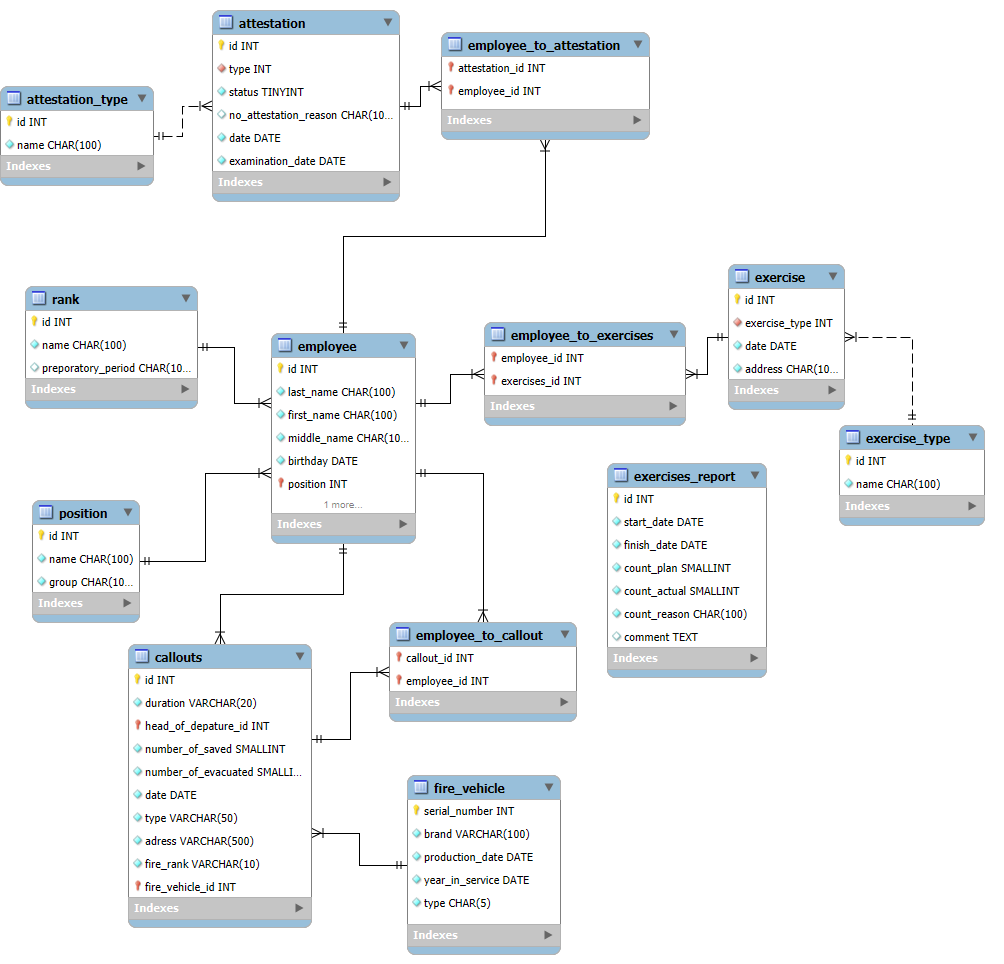 attestation
id INT
type INT
status TINYINT
no_attestation_reason CHAR(10...
date DATE
examination_date DATE
Indexes
employee_to_attestation
attestation_id INT
employee_id INT
Indexes
attestation_type
id INT
name CHAR(100)
Indexes
rank
id INT
name CHAR(100)
preporatory_period CHAR(10...
Indexes
employee
id INT
last_name CHAR(100)
first_name CHAR(100)
middle_name CHAR(10...
birthday DATE
position INT
1 more...
Indexes
employee_to_exercises
employee_id INT
exercises_id INT
Indexes
exercise
id INT
exercise_type INT
date DATE
address CHAR(10...
Indexes
exercise_type
id INT
name CHAR(100)
Indexes
exercises_report
id INT
start_date DATE
finish_date DATE
count_plan SMALLINT
count_actual SMALLINT
count_reason CHAR(100)
comment TEXT
Indexes
position
id INT
name CHAR(100)
group CHAR(10...
Indexes
callouts
id INT
duration VARCHAR(20)
head_of_depature_id INT
number_of_saved SMALLINT
number_of_evacuated SMALLI...
date DATE
type VARCHAR(50)
adress VARCHAR(500)
fire_rank VARCHAR(10)
fire_vehicle_id INT
Indexes
employee_to_callout
callout_id INT
employee_id INT
Indexes
fire_vehicle
serial_number INT
brand VARCHAR(100)
production_date DATE
year_in_service DATE
type CHAR(5)
Indexes